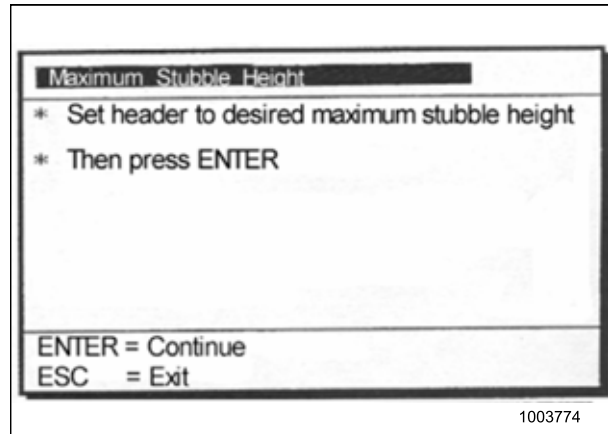 Maximum Stubble Height
* Set header to desired maximum stubble height
* Then press ENTER
ENTER = Continue
ESC = Exit
1003774